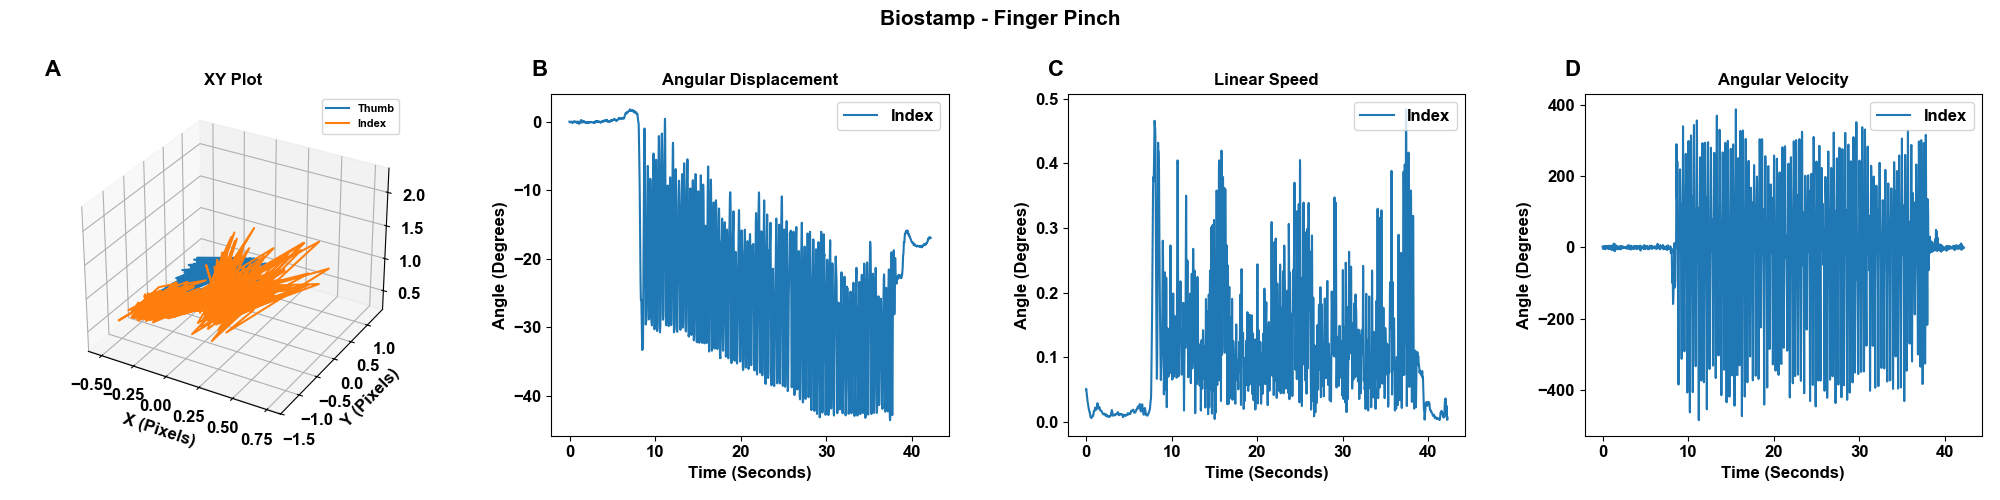 Biostamp - Finger Pinch
A
XY Plot
Thumb
Index
2.0
1.5
1.0
0.5
1.0
0.5
0.0
−0.5
−1.0
−1.5
Y (Pixels)
−0.50
−0.25
0.00
0.25
0.50
0.75
X (Pixels)
B
Angular Displacement
Index
0
−10
−20
−30
−40
Angle (Degrees)
0 10 20 30 40
Time (Seconds)
C
Linear Speed
Index
0.5
0.4
0.3
0.2
0.1
0.0
Angle (Degrees)
0 10 20 30 40
Time (Seconds)
D
Angular Velocity
Index
400
200
0
−200
−400
Angle (Degrees)
0 10 20 30 40
Time (Seconds)